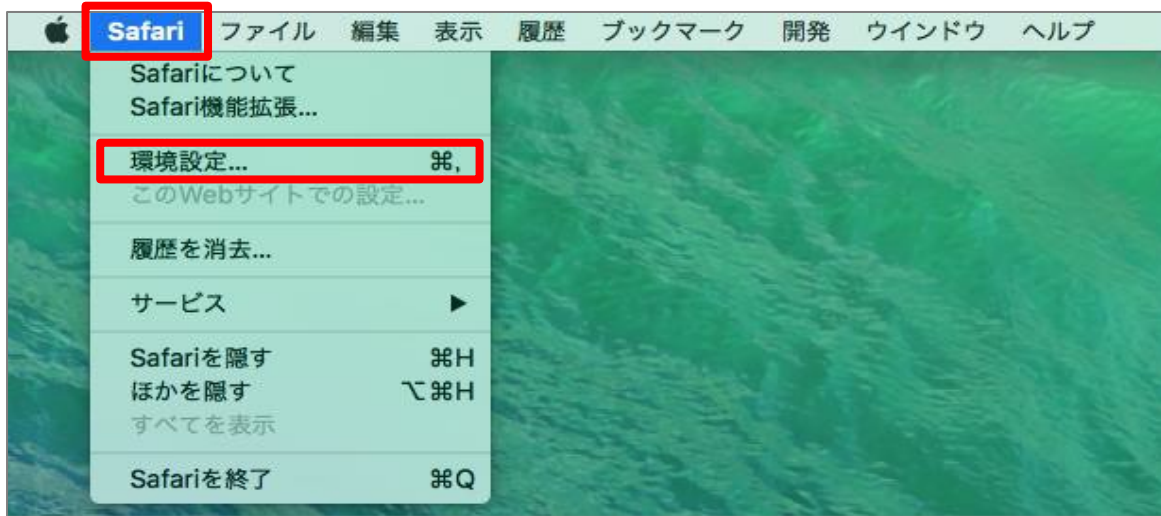 Safari ファイル 編集 表示 履歴 ブックマーク 開発 ウインドウ ヘルプ
Safariについて
Safari機能拡張...
環境設定... ⌘,
このWebサイトでの設定...
履歴を消去...
サービス ▶
Safariを隠す ⌘H
ほかを隠す ⌥⌘H
すべてを表示
Safariを終了 ⌘Q